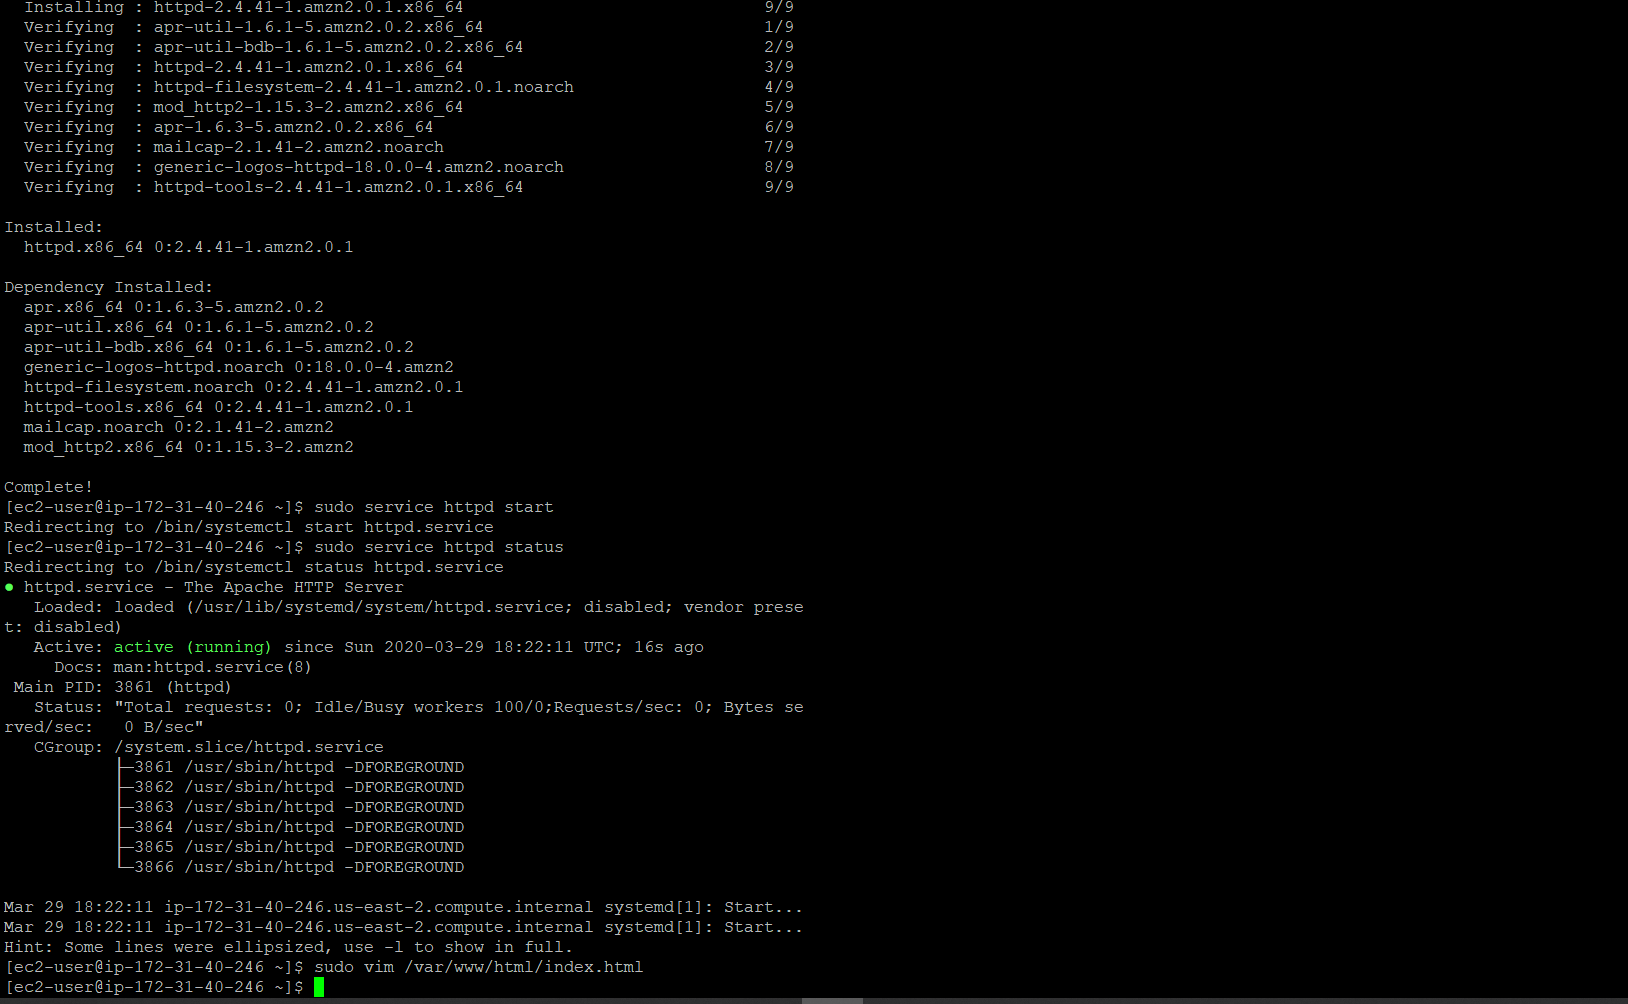 Installing : httpd-2.4.41-1.amzn2.0.1.x86_64                              9/9
  Verifying  : apr-util-1.6.1-5.amzn2.0.2.x86_64                            1/9
  Verifying  : apr-util-bdb-1.6.1-5.amzn2.0.2.x86_64                        2/9
  Verifying  : httpd-2.4.41-1.amzn2.0.1.x86_64                              3/9
  Verifying  : httpd-filesystem-2.4.41-1.amzn2.0.1.noarch                   4/9
  Verifying  : mod_http2-1.15.3-2.amzn2.x86_64                              5/9
  Verifying  : apr-1.6.3-5.amzn2.0.2.x86_64                                 6/9
  Verifying  : mailcap-2.1.41-2.amzn2.noarch                                7/9
  Verifying  : generic-logos-httpd-18.0.0-4.amzn2.noarch                    8/9
  Verifying  : httpd-tools-2.4.41-1.amzn2.0.1.x86_64                        9/9

Installed:
  httpd.x86_64 0:2.4.41-1.amzn2.0.1

Dependency Installed:
  apr.x86_64 0:1.6.3-5.amzn2.0.2
  apr-util.x86_64 0:1.6.1-5.amzn2.0.2
  apr-util-bdb.x86_64 0:1.6.1-5.amzn2.0.2
  generic-logos-httpd.noarch 0:18.0.0-4.amzn2
  httpd-filesystem.noarch 0:2.4.41-1.amzn2.0.1
  httpd-tools.x86_64 0:2.4.41-1.amzn2.0.1
  mailcap.noarch 0:2.1.41-2.amzn2
  mod_http2.x86_64 0:1.15.3-2.amzn2

Complete!
[ec2-user@ip-172-31-40-246 ~]$ sudo service httpd start
Redirecting to /bin/systemctl start httpd.service
[ec2-user@ip-172-31-40-246 ~]$ sudo service httpd status
Redirecting to /bin/systemctl status httpd.service
● httpd.service - The Apache HTTP Server
   Loaded: loaded (/usr/lib/systemd/system/httpd.service; disabled; vendor prese
t: disabled)
   Active: active (running) since Sun 2020-03-29 18:22:11 UTC; 16s ago
     Docs: man:httpd.service(8)
 Main PID: 3861 (httpd)
   Status: "Total requests: 0; Idle/Busy workers 100/0;Requests/sec: 0; Bytes se
rved/sec:   0 B/sec"
   CGroup: /system.slice/httpd.service
           ├─3861 /usr/sbin/httpd -DFOREGROUND
           ├─3862 /usr/sbin/httpd -DFOREGROUND
           ├─3863 /usr/sbin/httpd -DFOREGROUND
           ├─3864 /usr/sbin/httpd -DFOREGROUND
           ├─3865 /usr/sbin/httpd -DFOREGROUND
           └─3866 /usr/sbin/httpd -DFOREGROUND

Mar 29 18:22:11 ip-172-31-40-246.us-east-2.compute.internal systemd[1]: Start...
Mar 29 18:22:11 ip-172-31-40-246.us-east-2.compute.internal systemd[1]: Start...
Hint: Some lines were ellipsized, use -l to show in full.
[ec2-user@ip-172-31-40-246 ~]$ sudo vim /var/www/html/index.html
[ec2-user@ip-172-31-40-246 ~]$